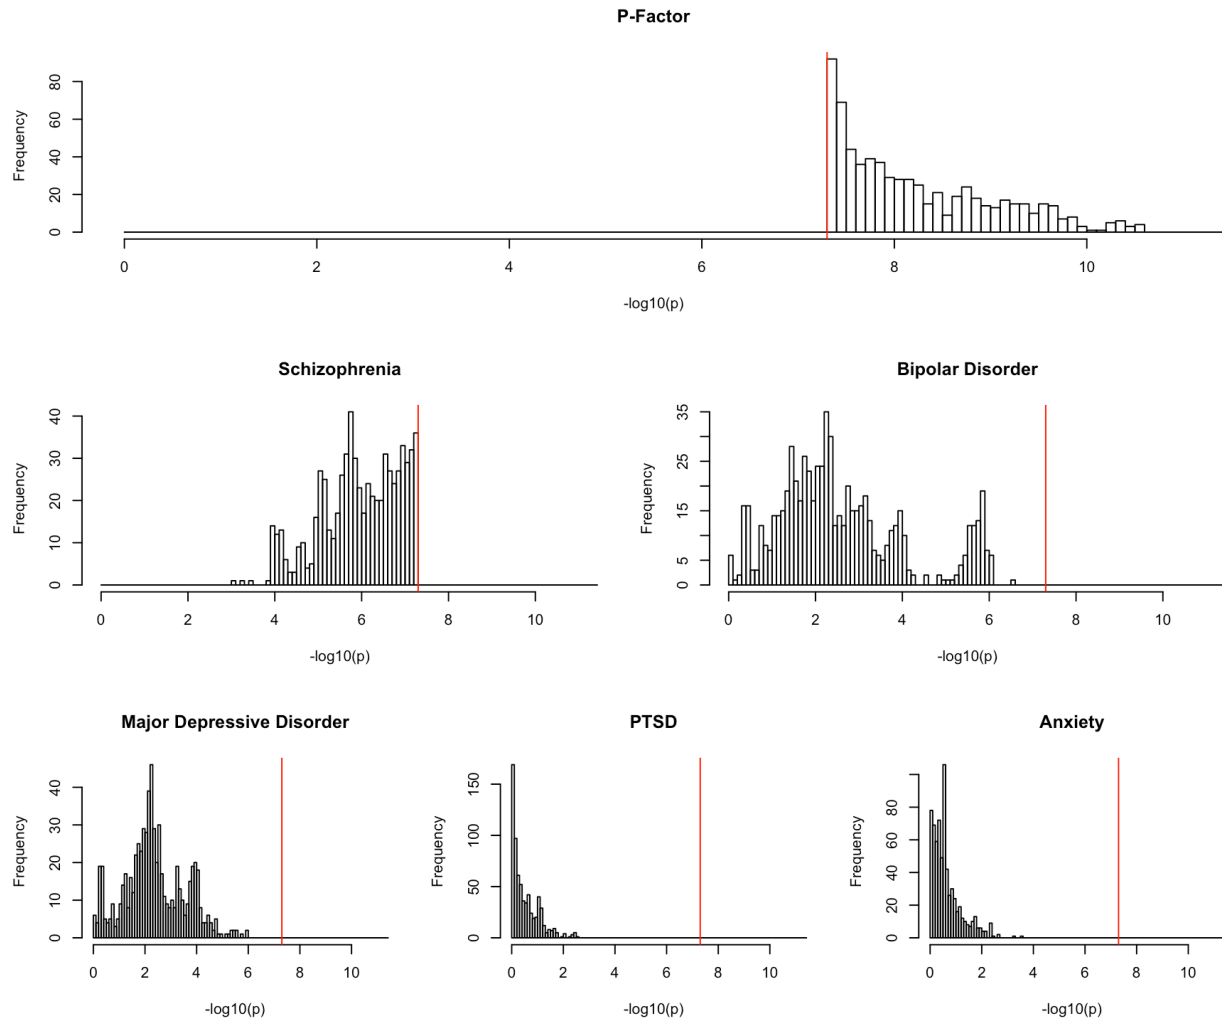 P-Factor
Frequency
0 20 40 60 80
0 2 4 6 8 10
-log10(p)
Schizophrenia
Frequency
0 10 20 30 40
0 2 4 6 8 10
-log10(p)
Bipolar Disorder
Frequency
0 5 15 25 35
0 2 4 6 8 10
-log10(p)
Major Depressive Disorder
Frequency
0 10 20 30 40
0 2 4 6 8 10
-log10(p)
PTSD
Frequency
0 50 100 150
0 2 4 6 8 10
-log10(p)
Anxiety
Frequency
0 20 40 60 80
0 2 4 6 8 10
-log10(p)